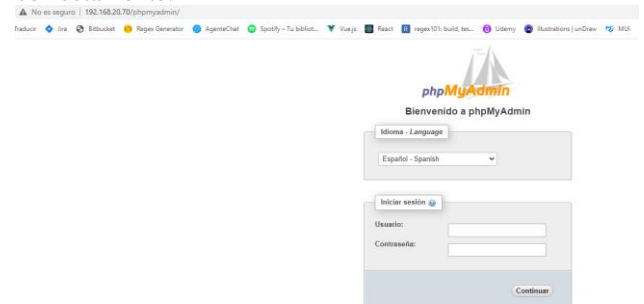 No es seguro | 192.168.20.70/phpmyadmin/
Traducir Jira Bitbucket Regex Generator AgenteChat Spotify – Tu bibliot... Vue.js React regex101: build, tes... Udemy Illustrations | unDraw MUI
phpMyAdmin
Bienvenido a phpMyAdmin
Idioma - Language
Español - Spanish
Iniciar sesión
Usuario:
Contraseña:
Continuar